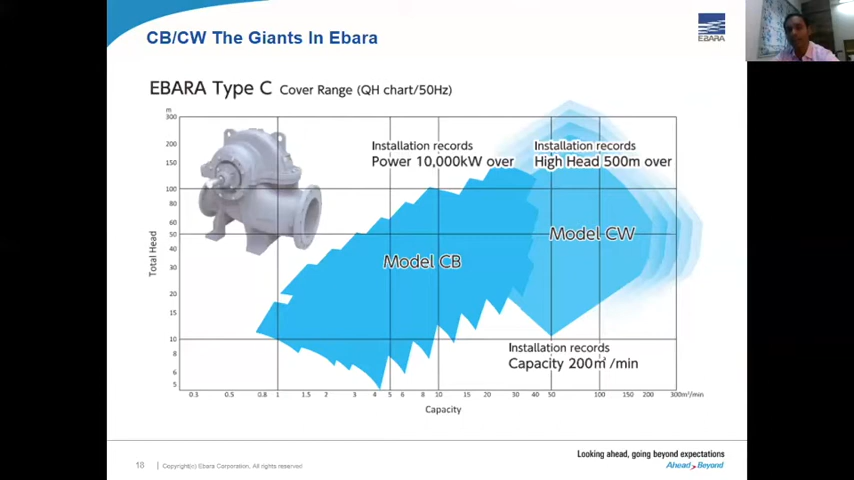 CB/CW The Giants In Ebara
EBARA
EBARA Type C Cover Range (QH chart/50Hz)
m
300
200
150
100
80
60
50
40
30
20
15
10
8
6
5
Total Head
Installation records
Power 10,000kW over
Installation records
High Head 500m over
Model CB
Model CW
Installation records
Capacity 200㎥/min
0.3 0.5 0.8 1 1.5 2 3 4 5 6 8 10 15 20 30 40 50 100 150 200 300m³/min
Capacity
Looking ahead, going beyond expectations
Ahead Beyond
18 | Copyright(c) Ebara Corporation, All rights reserved